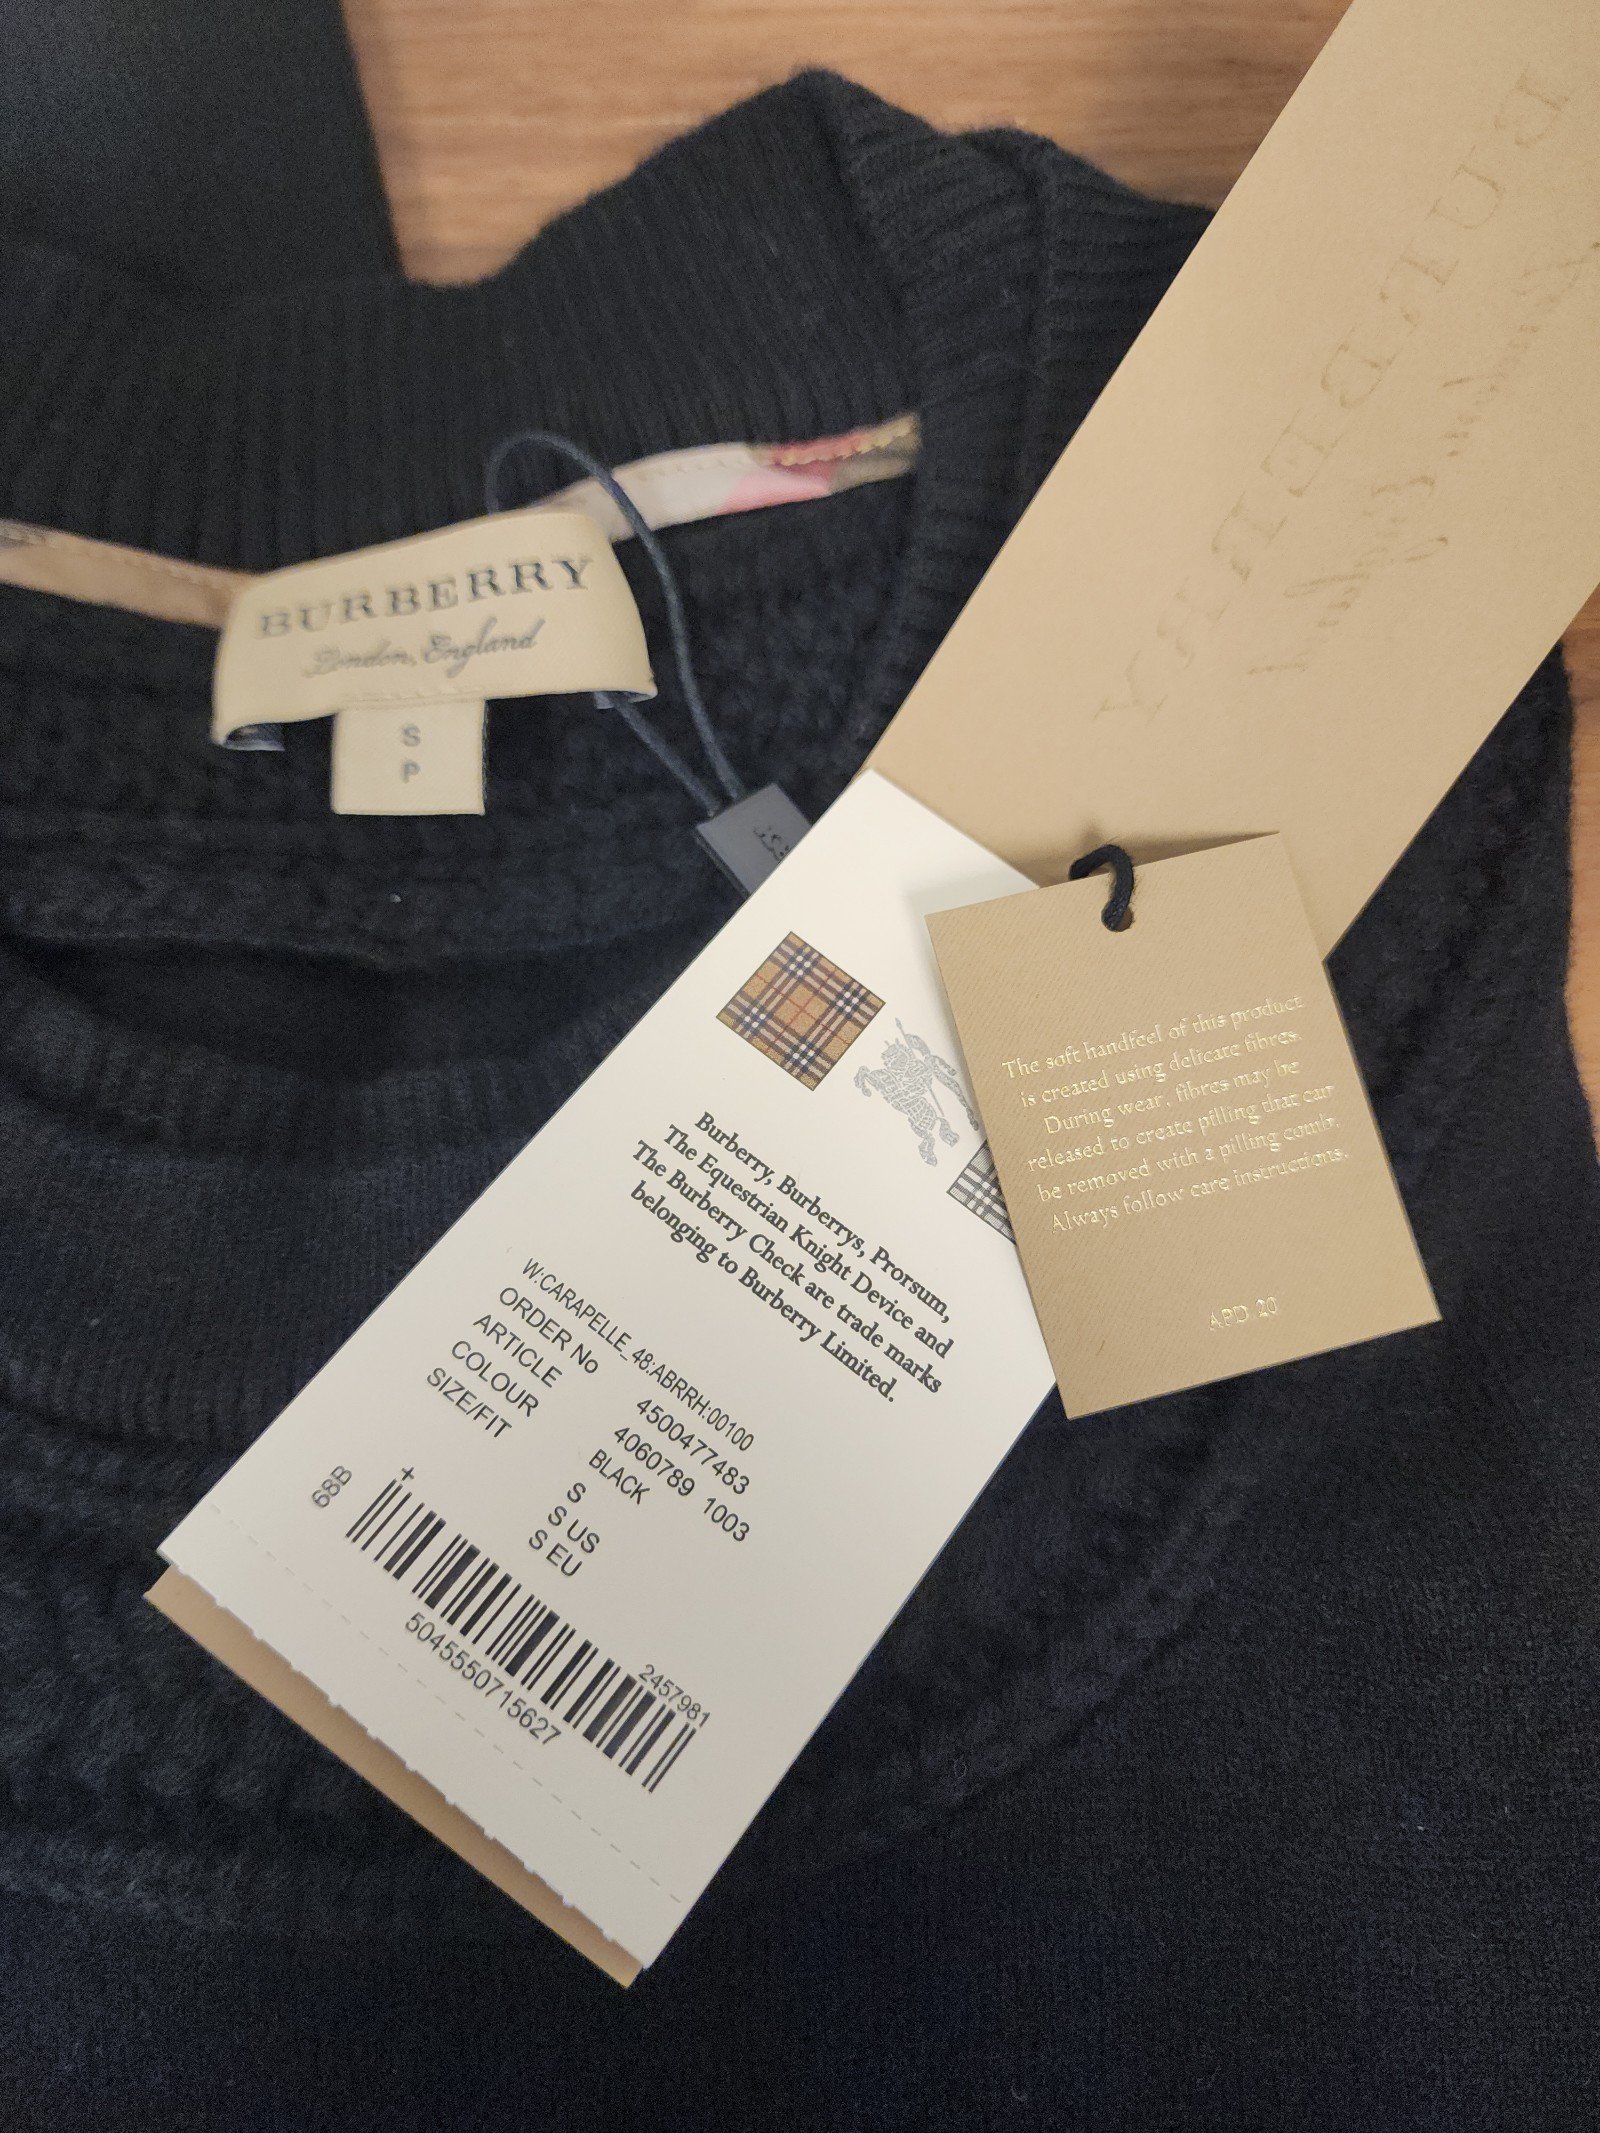 BURBERRY
BURBERRY
London, England
S
P
Burberry, Burberrys, Prorsum,
The Equestrian Knight Device and
The Burberry Check are trade marks
belonging to Burberry Limited.
W:CARAPELLE_48:ABRRH:00100
ORDER No 4500477483
ARTICLE 4060789 1003
COLOUR BLACK
SIZE/FIT S
S US
S EU
68B
+
2457981
5045550715627
The soft handfeel of this product
is created using delicate fibres.
During wear, fibres may be
released to create pilling that can
be removed with a pilling comb.
Always follow care instructions.
APD 20